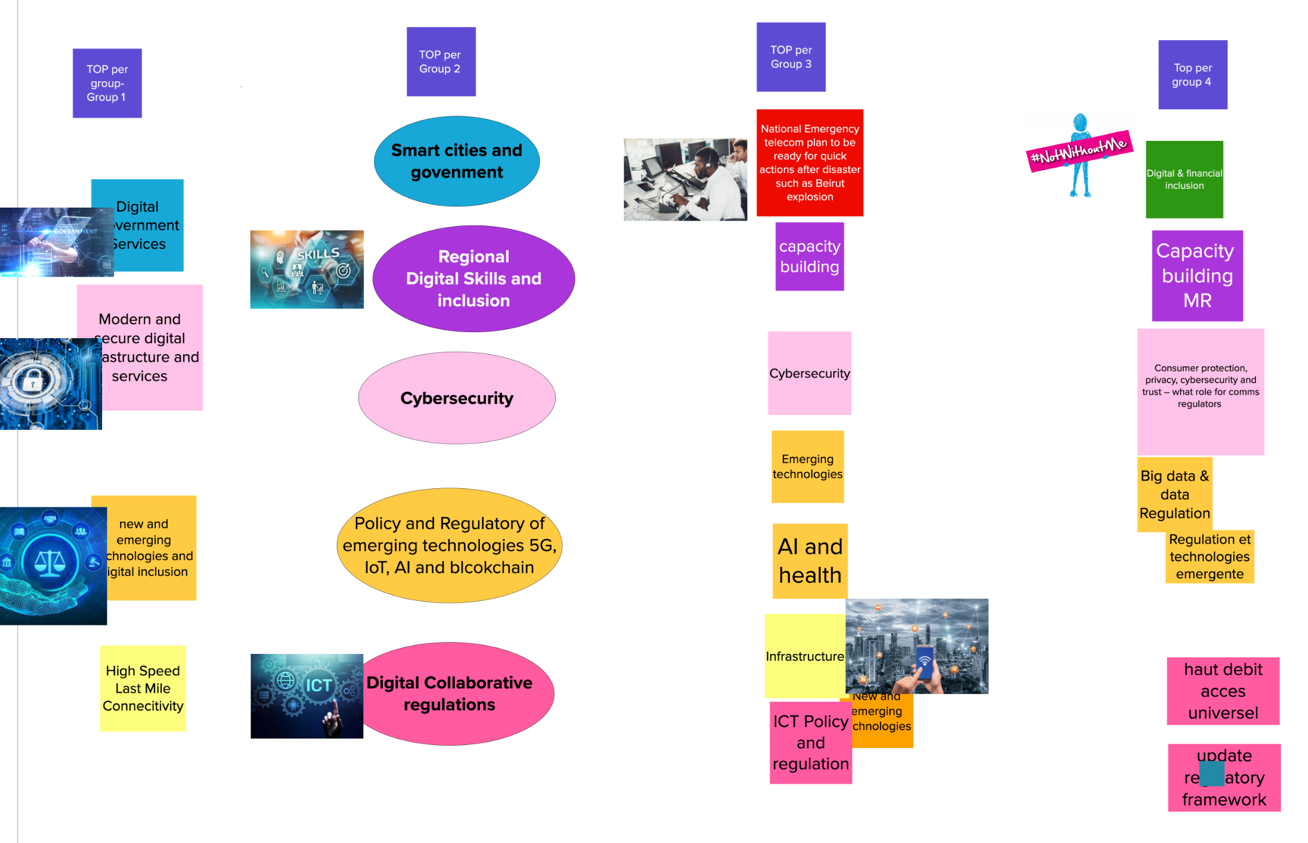 TOP per
group-
Group 1
Digital
vernment
Services
GOVERNMENT
Modern and
secure digital
astructure and
services
new and
emerging
chnologies and
igital inclusion
High Speed
Last Mile
Connecitivity
TOP per
Group 2
Smart cities and
govenment
SKILLS
Regional
Digital Skills and
inclusion
Cybersecurity
Policy and Regulatory of
emerging technologies 5G,
IoT, AI and blcokchain
ICT
Digital Collaborative
regulations
TOP per
Group 3
National Emergency
telecom plan to be
ready for quick
actions after disaster
such as Beirut
explosion
capacity
building
Cybersecurity
Emerging
technologies
AI and
health
Infrastructure
New and
emerging
chnologies
ICT Policy
and
regulation
Top per
group 4
#NotWithoutMe
Digital & financial
inclusion
Capacity
building
MR
Consumer protection,
privacy, cybersecurity and
trust – what role for comms
regulators
Big data &
data
Regulation
Regulation et
technologies
emergente
haut debit
acces
universel
update
re atory
framework